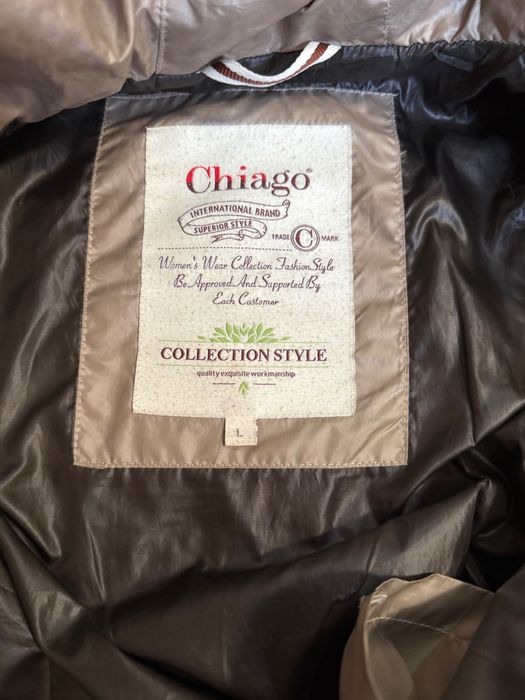 Chiago®
INTERNATIONAL BRAND
SUPERIOR STYLE
TRADE C MARK
Women's Wear Collection Fashion Style
Be Approved And Supported By
Each Customer
COLLECTION STYLE
quality exquisite workmanship
L